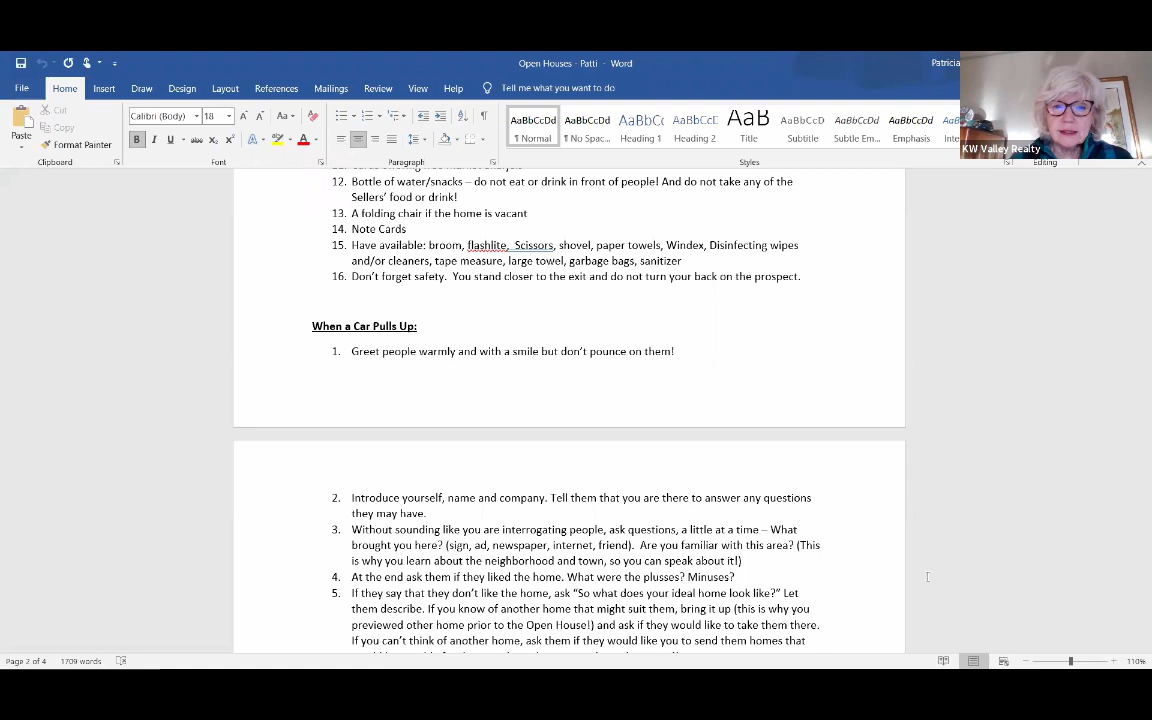 Open Houses - Patti - Word
Patricia
File Home Insert Draw Design Layout References Mailings Review View Help Tell me what you want to do
KW Valley Realty
Paste
Cut
Copy
Format Painter
Calibri (Body) 18
AaBbCcDd AaBbCcDd AaBbCc AaBbCcE AaB AaBbCcD AaBbCcDd AaBbCcDd
¶ Normal ¶ No Spac... Heading 1 Heading 2 Title Subtitle Subtle Em... Emphasis
Clipboard Font Paragraph Styles Editing
12. Bottle of water/snacks – do not eat or drink in front of people! And do not take any of the
Sellers' food or drink!
13. A folding chair if the home is vacant
14. Note Cards
15. Have available: broom, flashlite, Scissors, shovel, paper towels, Windex, Disinfecting wipes
and/or cleaners, tape measure, large towel, garbage bags, sanitizer
16. Don't forget safety. You stand closer to the exit and do not turn your back on the prospect.
When a Car Pulls Up:
1. Greet people warmly and with a smile but don't pounce on them!
2. Introduce yourself, name and company. Tell them that you are there to answer any questions
they may have.
3. Without sounding like you are interrogating people, ask questions, a little at a time – What
brought you here? (sign, ad, newspaper, internet, friend). Are you familiar with this area? (This
is why you learn about the neighborhood and town, so you can speak about it!)
4. At the end ask them if they liked the home. What were the plusses? Minuses?
5. If they say that they don't like the home, ask "So what does your ideal home look like?" Let
them describe. If you know of another home that might suit them, bring it up (this is why you
previewed other home prior to the Open House!) and ask if they would like to take them there.
If you can't think of another home, ask them if they would like you to send them homes that
Page 2 of 4 1709 words 110%